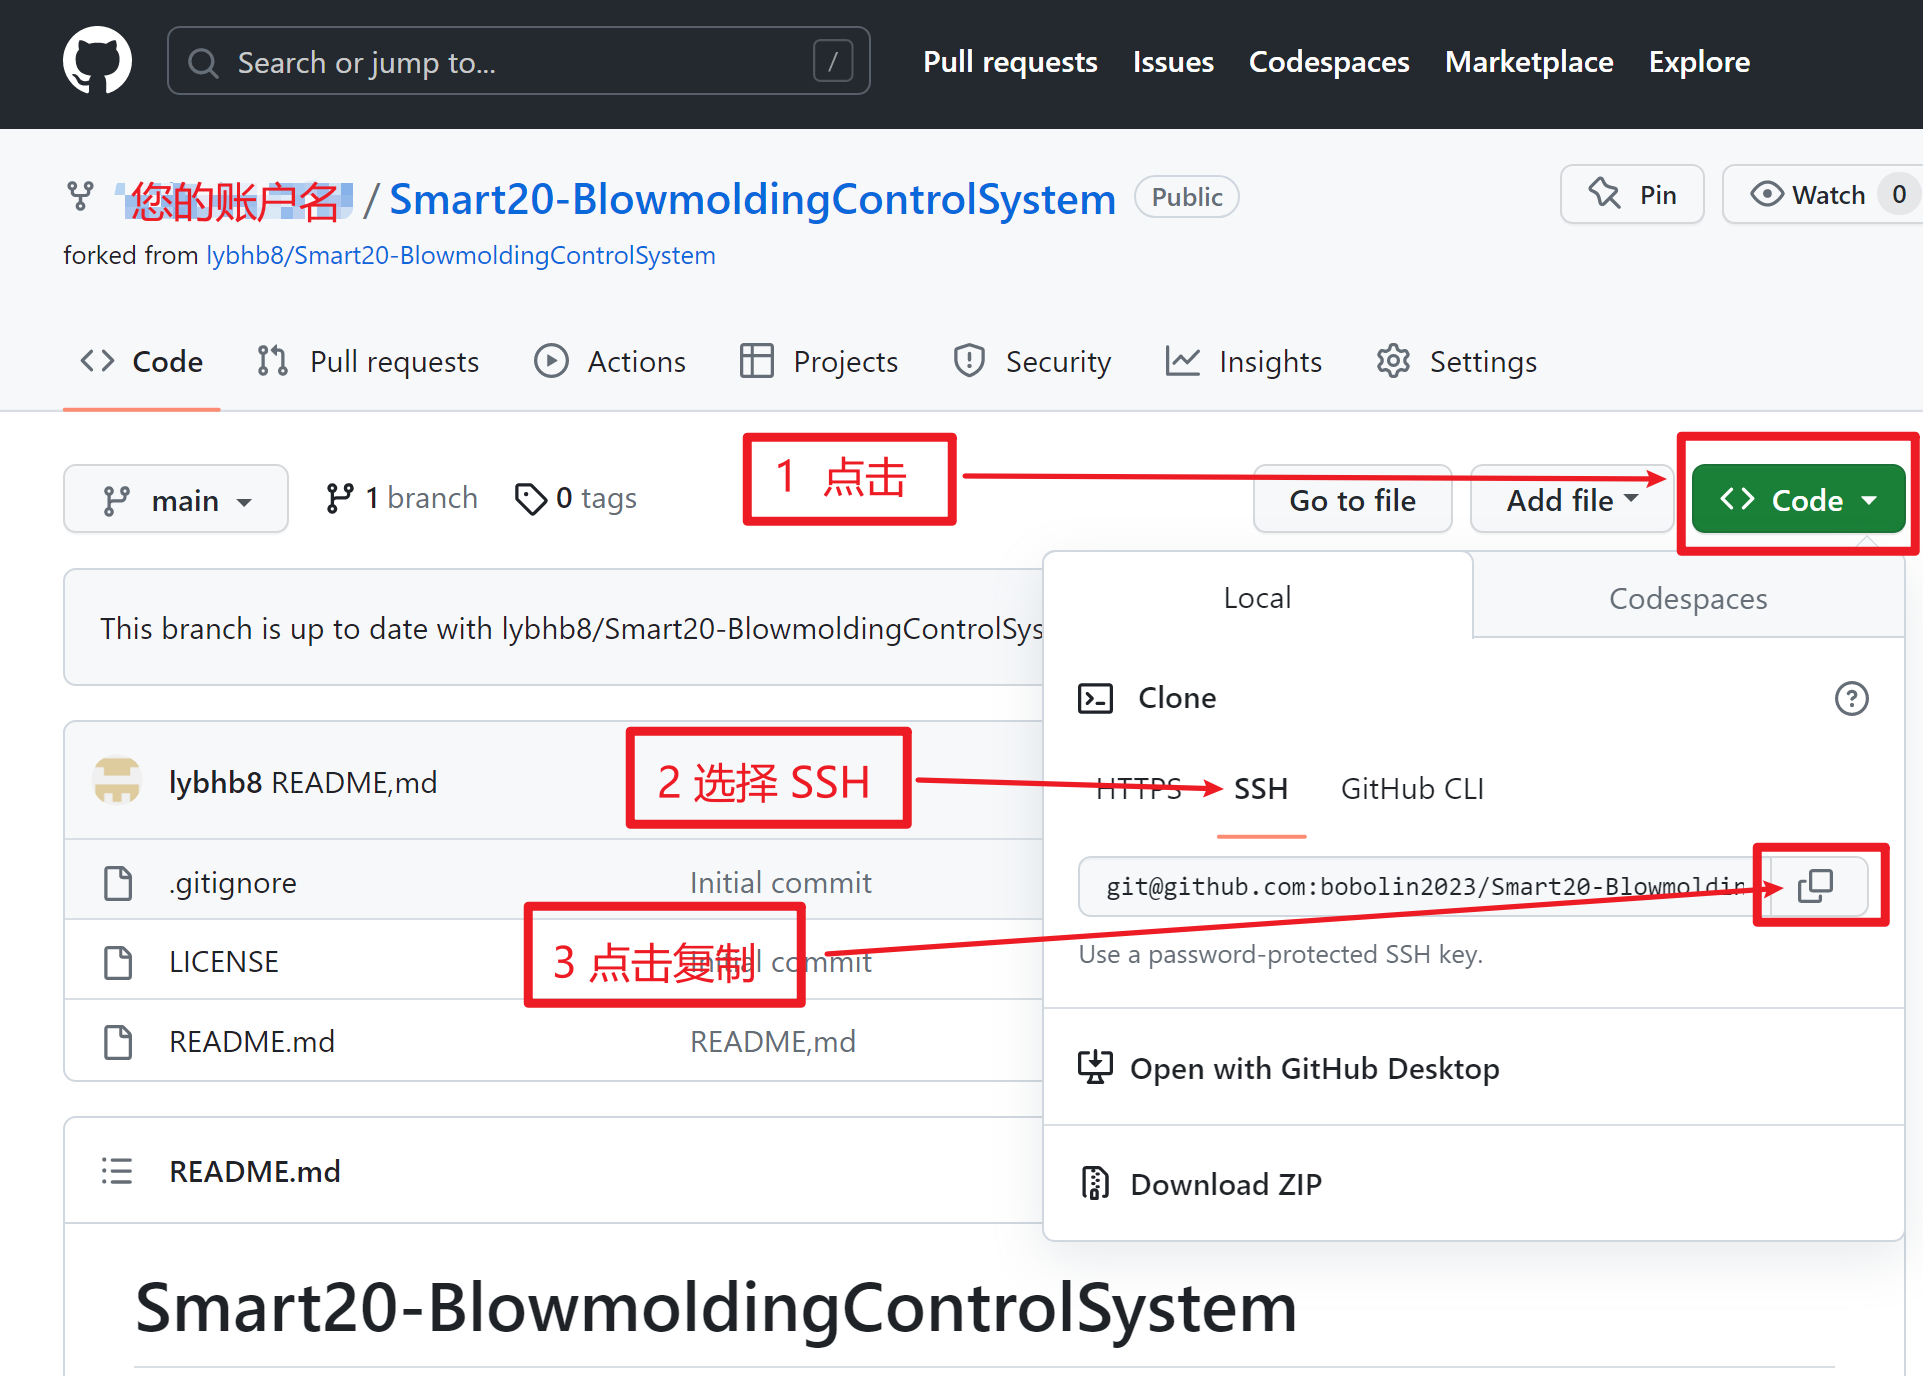 Search or jump to... /
Pull requests Issues Codespaces Marketplace Explore
您的账户名 / Smart20-BlowmoldingControlSystem Public
Pin Watch 0
forked from lybhb8/Smart20-BlowmoldingControlSystem
Code Pull requests Actions Projects Security Insights Settings
main 1 branch 0 tags
1 点击
Go to file Add file Code
This branch is up to date with lybhb8/Smart20-BlowmoldingControlSys
Local Codespaces
Clone
lybhb8 README,md
2 选择 SSH
HTTPS SSH GitHub CLI
.gitignore Initial commit
git@github.com:bobolin2023/Smart20-Blowmoldin
LICENSE Initial commit
3 点击复制
Use a password-protected SSH key.
README.md README,md
Open with GitHub Desktop
README.md
Download ZIP
Smart20-BlowmoldingControlSystem